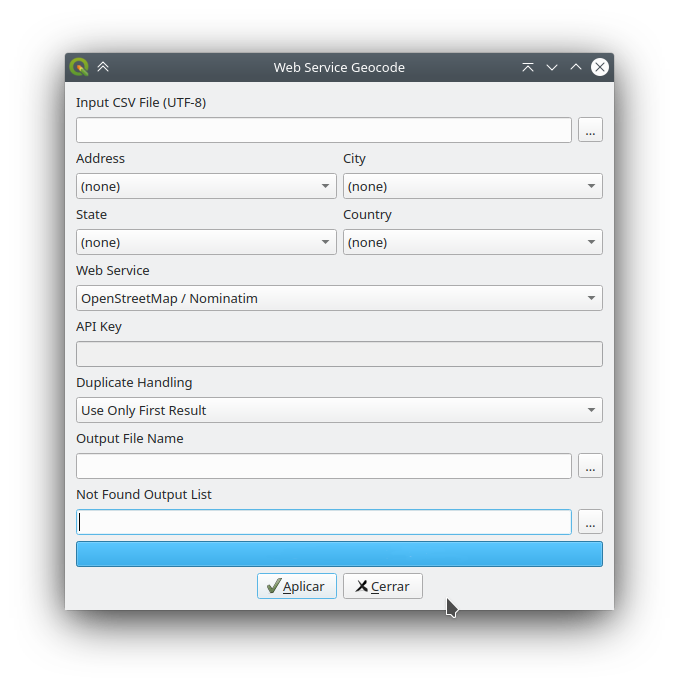 Web Service Geocode
Input CSV File (UTF-8)
...
Address City
(none) (none)
State Country
(none) (none)
Web Service
OpenStreetMap / Nominatim
API Key
Duplicate Handling
Use Only First Result
Output File Name
...
Not Found Output List
...
Aplicar Cerrar